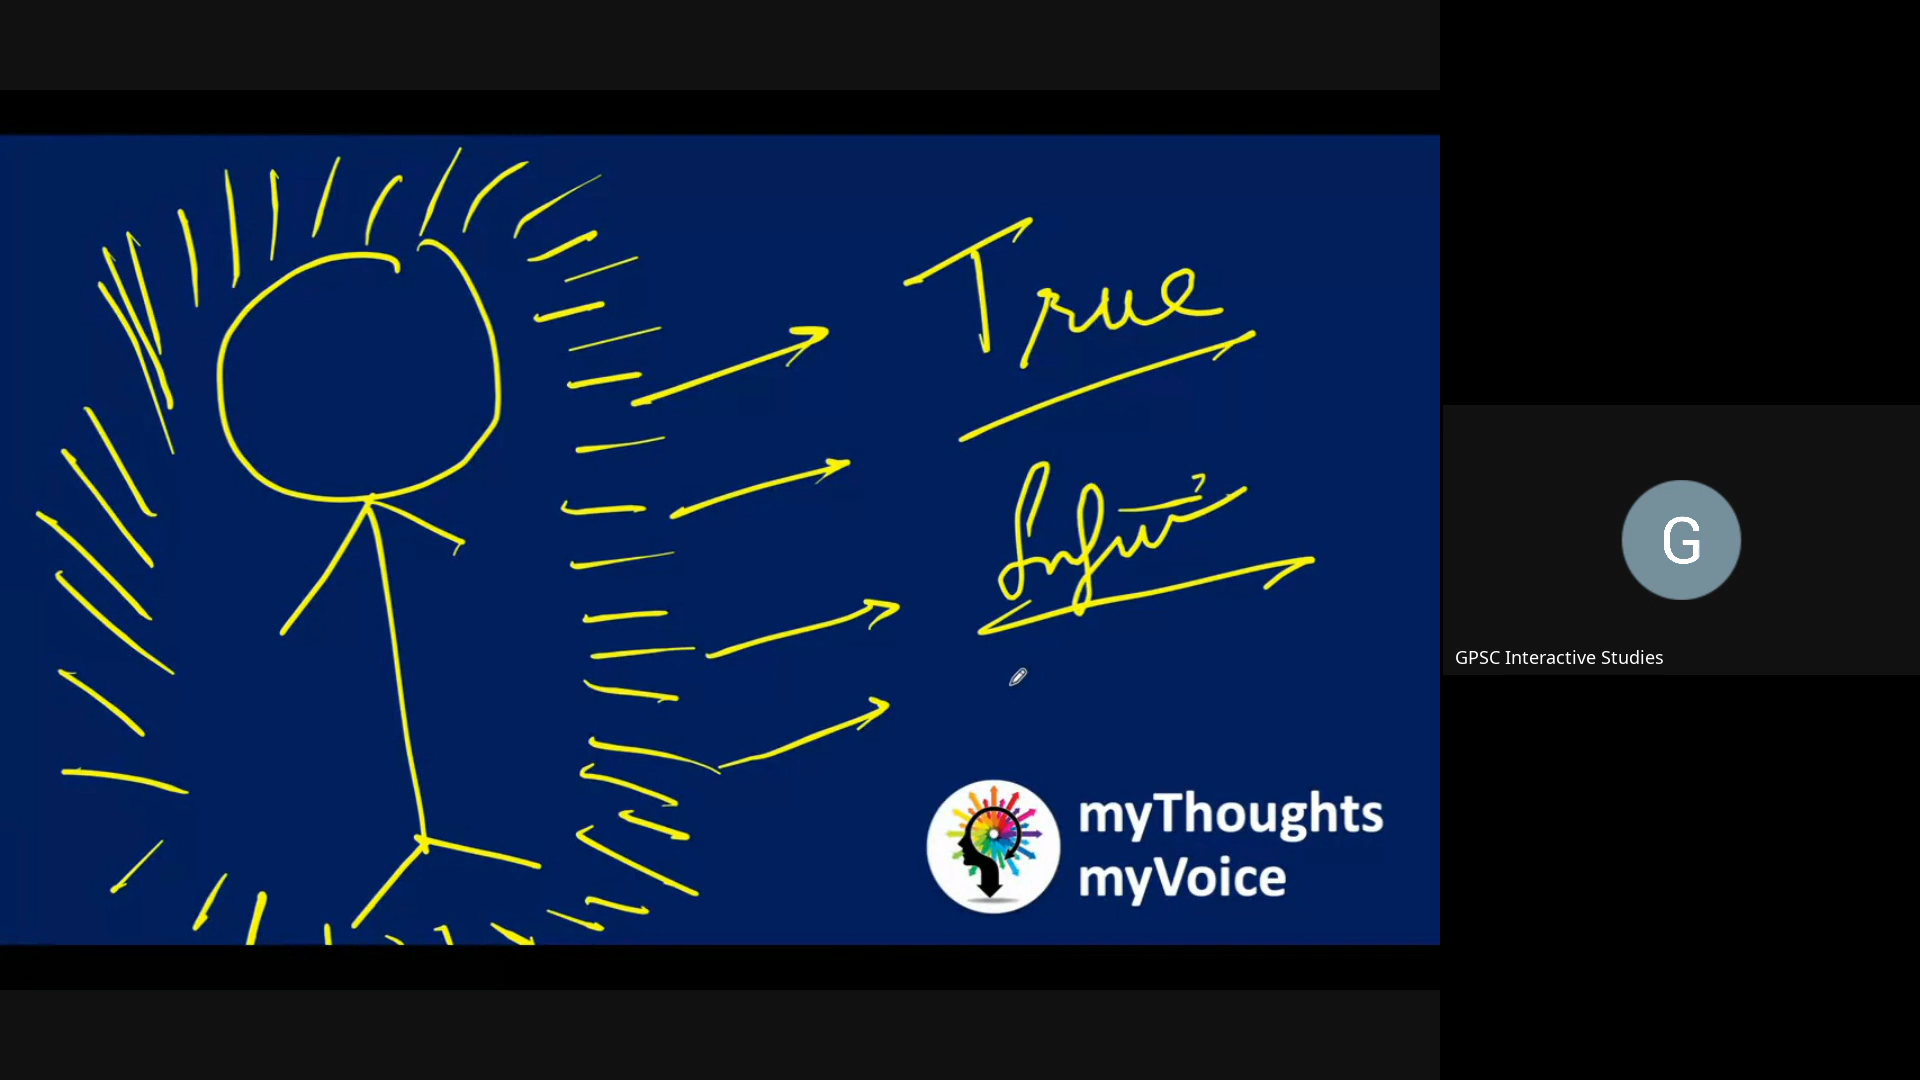 True
myThoughts
myVoice
G
GPSC Interactive Studies